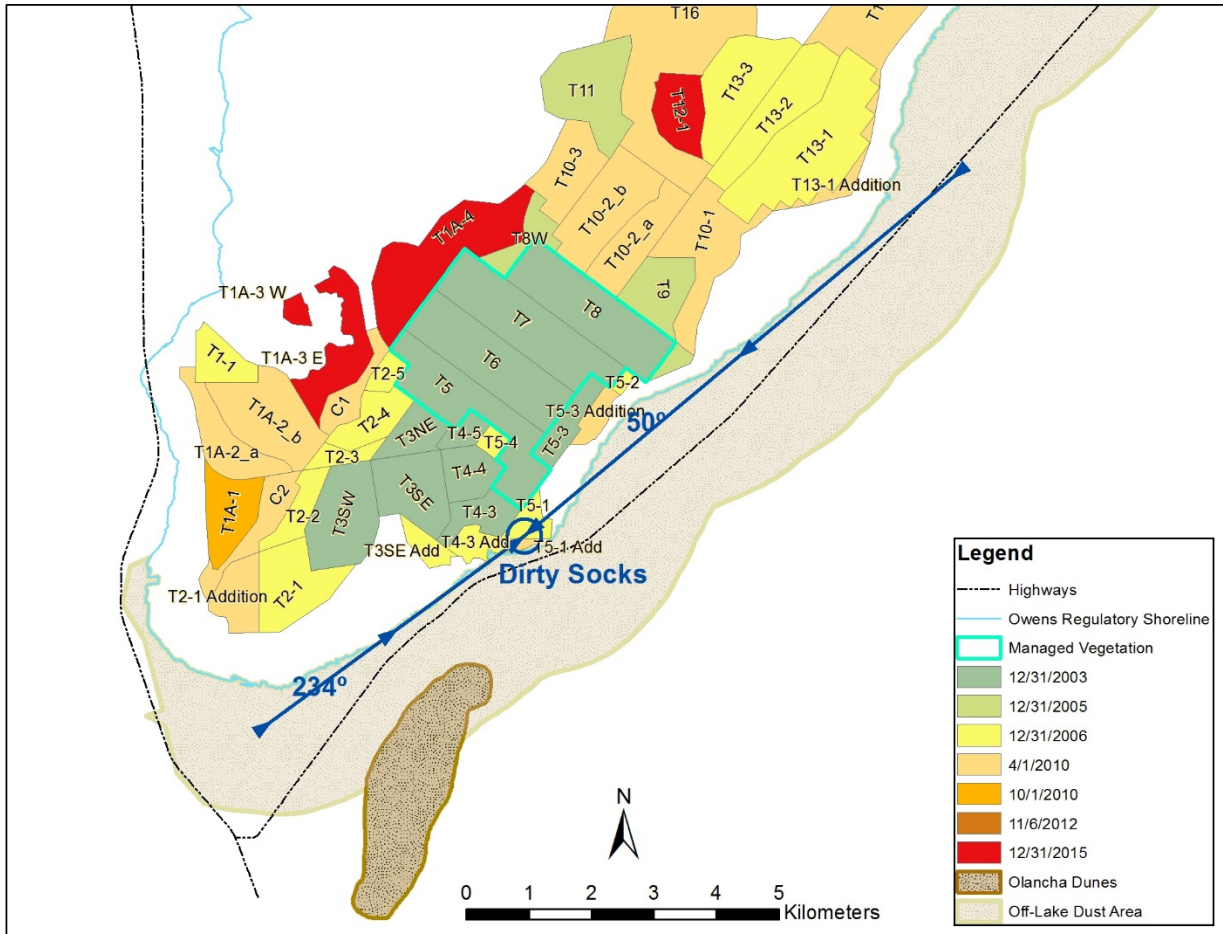 T16
T1
T13-3
T11
T12-1
T13-2
T13-1
T10-3
T13-1 Addition
T10-2_b
T10-2_a
T10-1
T1A-4
T8W
T9
T1A-3 W
T8
T7
T1A-3 E
T1-1
T6
T2-5
T5
T5-2
C1
T1A-2_b
T2-4
T5-3 Addition
50º
T3NE
T4-5
T5-4
T5-3
T1A-2_a
T2-3
T4-4
T1A-1
C2
T3SE
T3SW
T2-2
T4-3
T5-1
T3SE Add
T4-3 Add
T5-1 Add
Dirty Socks
T2-1 Addition
T2-1
234º
N
0 1 2 3 4 5
Kilometers
Legend
Highways
Owens Regulatory Shoreline
Managed Vegetation
12/31/2003
12/31/2005
12/31/2006
4/1/2010
10/1/2010
11/6/2012
12/31/2015
Olancha Dunes
Off-Lake Dust Area